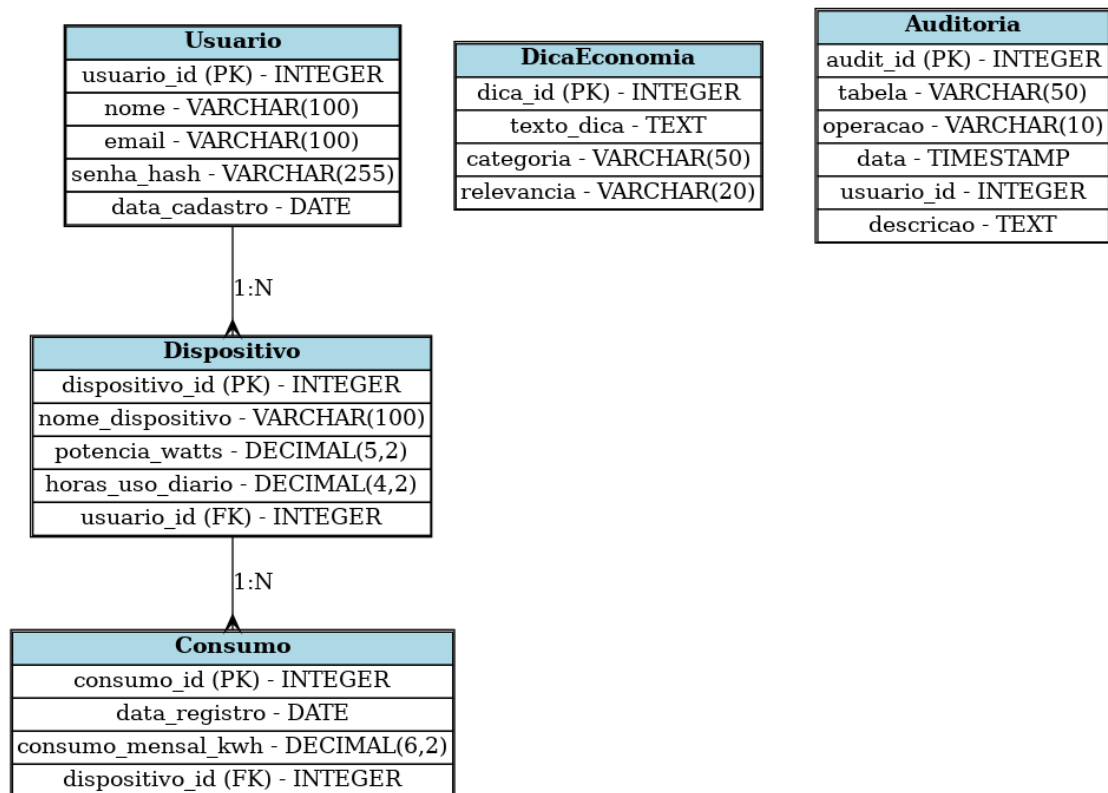 Usuario
usuario_id (PK) - INTEGER
nome - VARCHAR(100)
email - VARCHAR(100)
senha_hash - VARCHAR(255)
data_cadastro - DATE
DicaEconomia
dica_id (PK) - INTEGER
texto_dica - TEXT
categoria - VARCHAR(50)
relevancia - VARCHAR(20)
Auditoria
audit_id (PK) - INTEGER
tabela - VARCHAR(50)
operacao - VARCHAR(10)
data - TIMESTAMP
usuario_id - INTEGER
descricao - TEXT
1:N
Dispositivo
dispositivo_id (PK) - INTEGER
nome_dispositivo - VARCHAR(100)
potencia_watts - DECIMAL(5,2)
horas_uso_diario - DECIMAL(4,2)
usuario_id (FK) - INTEGER
1:N
Consumo
consumo_id (PK) - INTEGER
data_registro - DATE
consumo_mensal_kwh - DECIMAL(6,2)
dispositivo_id (FK) - INTEGER